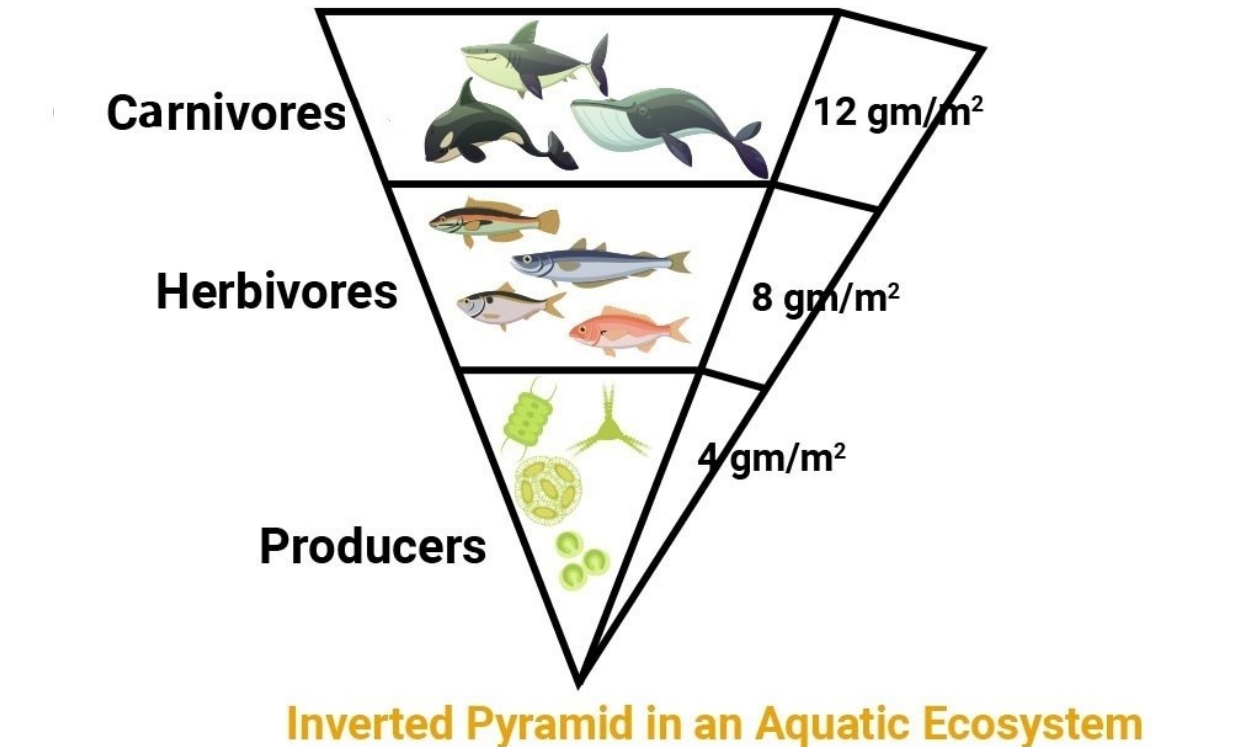 Carnivores
12 gm/m²
Herbivores
8 gm/m²
4 gm/m²
Producers
Inverted Pyramid in an Aquatic Ecosystem